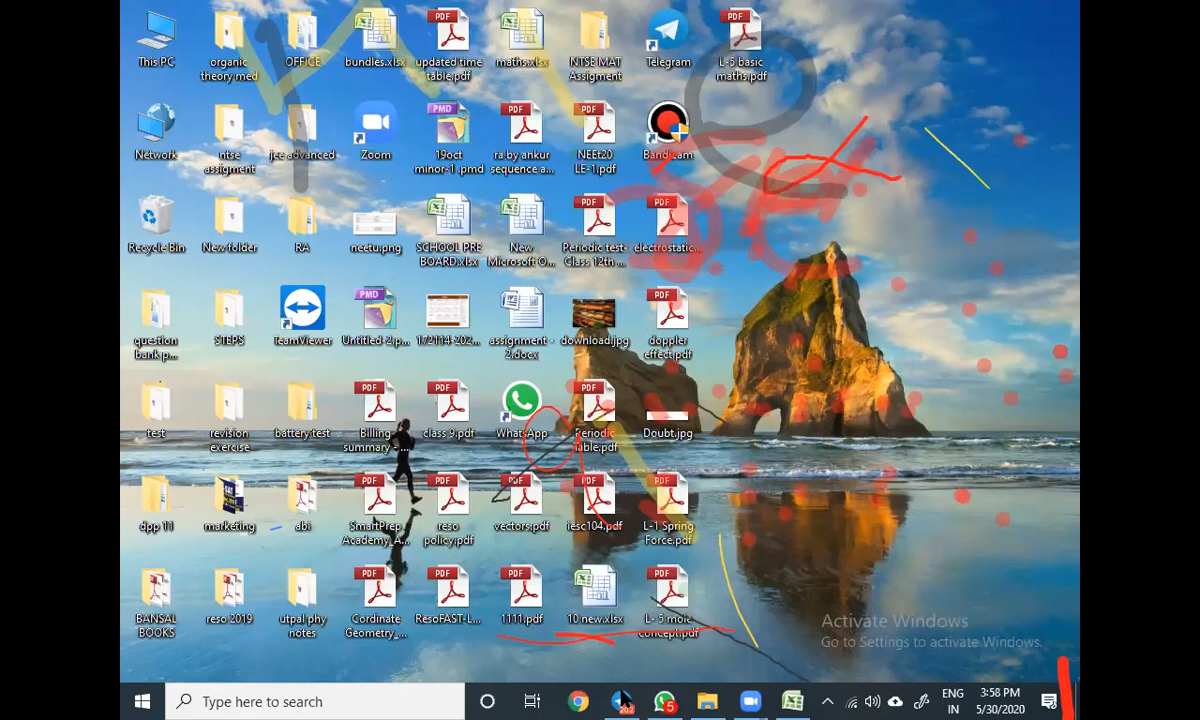 This PC
organic theory med
OFFICE
bundles.xlsx
updated time table.pdf
maths.xlsx
NTSE MAT Assigment
Telegram
L-5 basic maths.pdf
Network
ntse assigment
jee advanced
Zoom
19oct minor-1 .pmd
ra by ankur sequence a...
NEEt20 LE-1.pdf
Bandicam
Recycle Bin
New folder
RA
neetu.png
SCHOOL PRE BOARD.xlsx
New Microsoft O...
Periodic test- Class 12th ...
electrostatic...
question bank p...
STEPS
TeamViewer
Untitled-2.p...
172114-202...
assignment - 2.docx
download.jpg
doppler effect.pdf
test
revision exercise
battery test
Billing summary - ...
class 9.pdf
WhatsApp
Periodic table.pdf
Doubt.jpg
dpp 11
marketing
abi
SmartPrep Academy_A...
reso policy.pdf
vectors.pdf
iesc104.pdf
L-1 Spring Force.pdf
BANSAL BOOKS
reso 2019
utpal phy notes
Cordinate Geometry_...
ResoFAST-L...
1111.pdf
10 new.xlsx
L- 5 mole concept.pdf
Activate Windows
Go to Settings to activate Windows.
Type here to search
ENG
IN
3:58 PM
5/30/2020